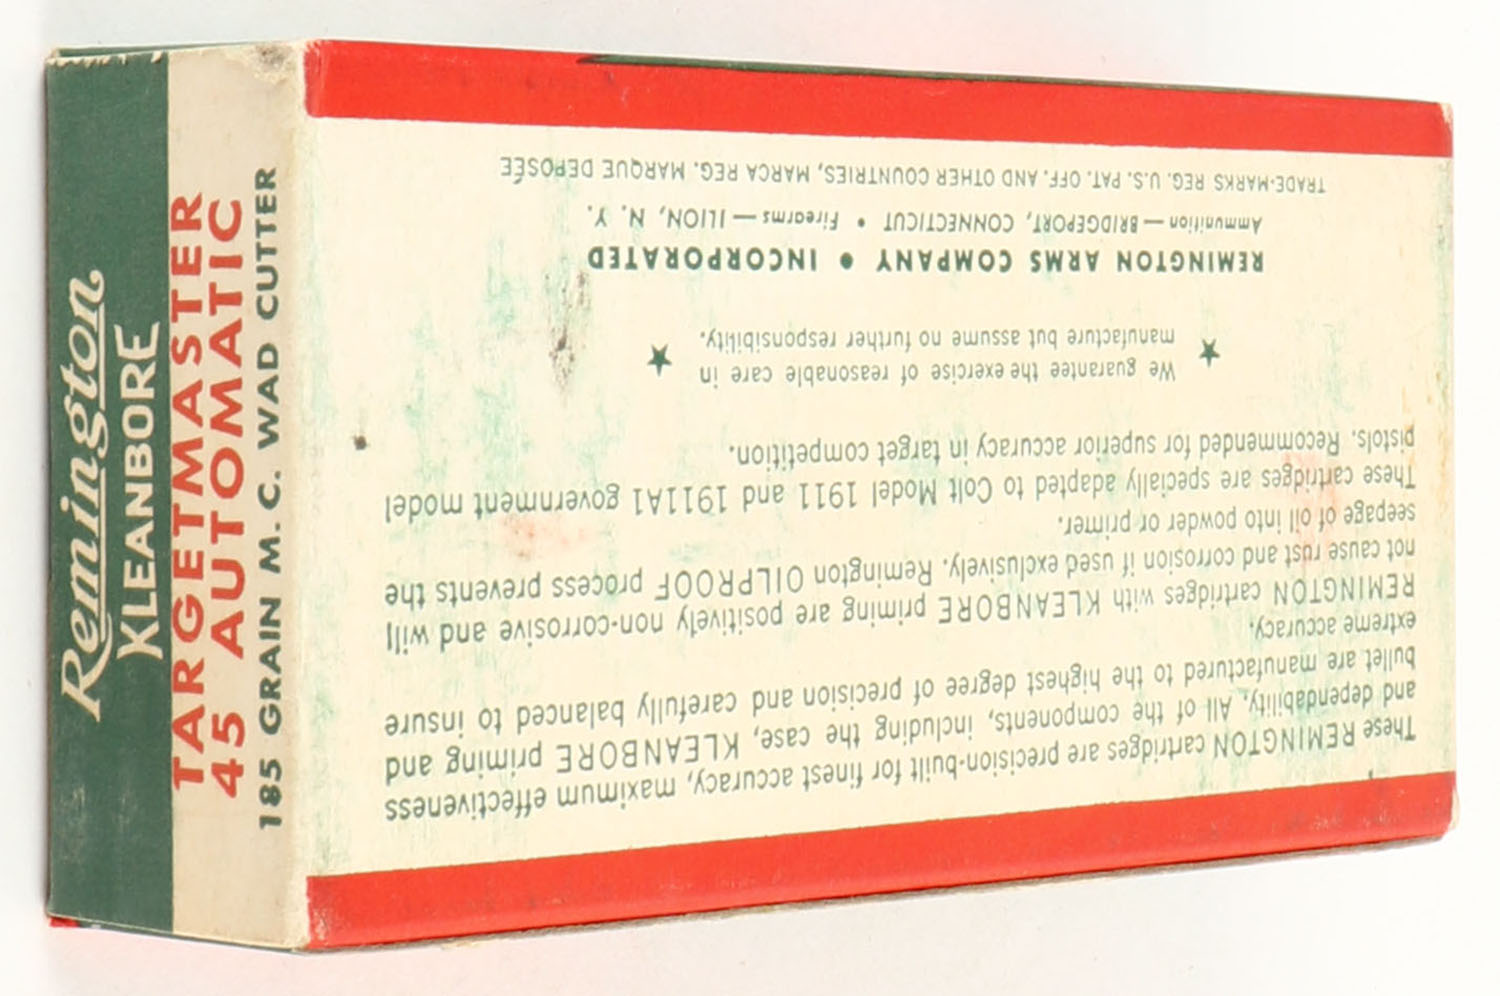 Remington
KLEANBORE
TARGETMASTER
45 AUTOMATIC
185 GRAIN M.C. WAD CUTTER
These REMINGTON cartridges are precision-built for finest accuracy, maximum effectiveness
and dependability. All of the components, including the case, KLEANBORE priming and
bullet are manufactured to the highest degree of precision and carefully balanced to insure
extreme accuracy.
REMINGTON cartridges with KLEANBORE priming are positively non-corrosive and will
not cause rust and corrosion if used exclusively. Remington OILPROOF process prevents the
seepage of oil into powder or primer.
These cartridges are specially adapted to Colt Model 1911 and 1911A1 government model
pistols. Recommended for superior accuracy in target competition.
★ We guarantee the exercise of reasonable care in
manufacture but assume no further responsibility. ★
REMINGTON ARMS COMPANY • INCORPORATED
Ammunition — BRIDGEPORT, CONNECTICUT • Firearms — ILION, N. Y.
TRADE-MARKS REG. U.S. PAT. OFF. AND OTHER COUNTRIES, MARCA REG. MARQUE DEPOSÉE